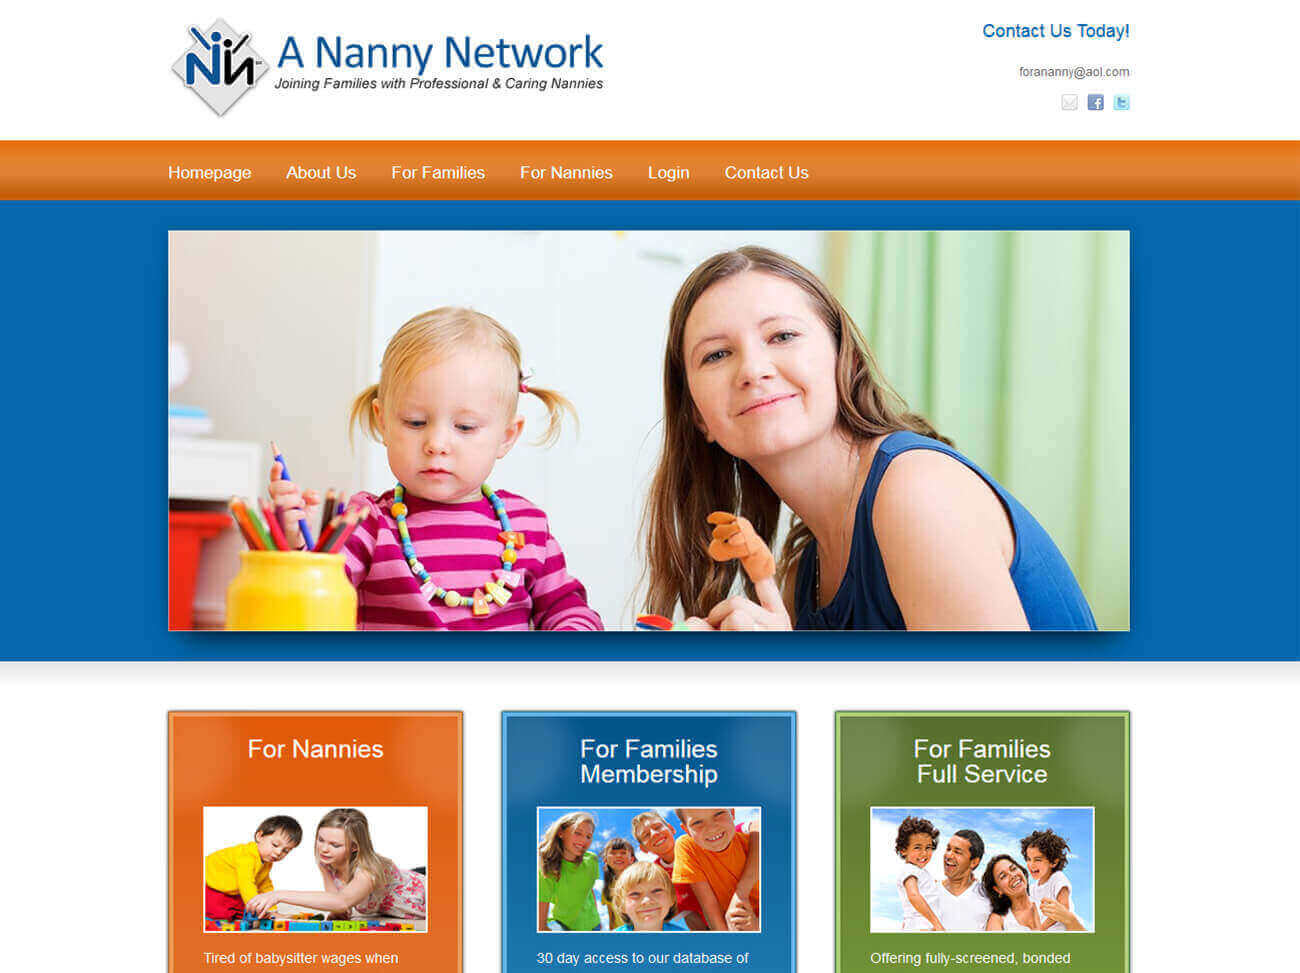 A Nanny Network
Joining Families with Professional & Caring Nannies
Contact Us Today!
forananny@aol.com
Homepage About Us For Families For Nannies Login Contact Us
For Nannies
Tired of babysitter wages when
For Families
Membership
30 day access to our database of
For Families
Full Service
Offering fully-screened, bonded